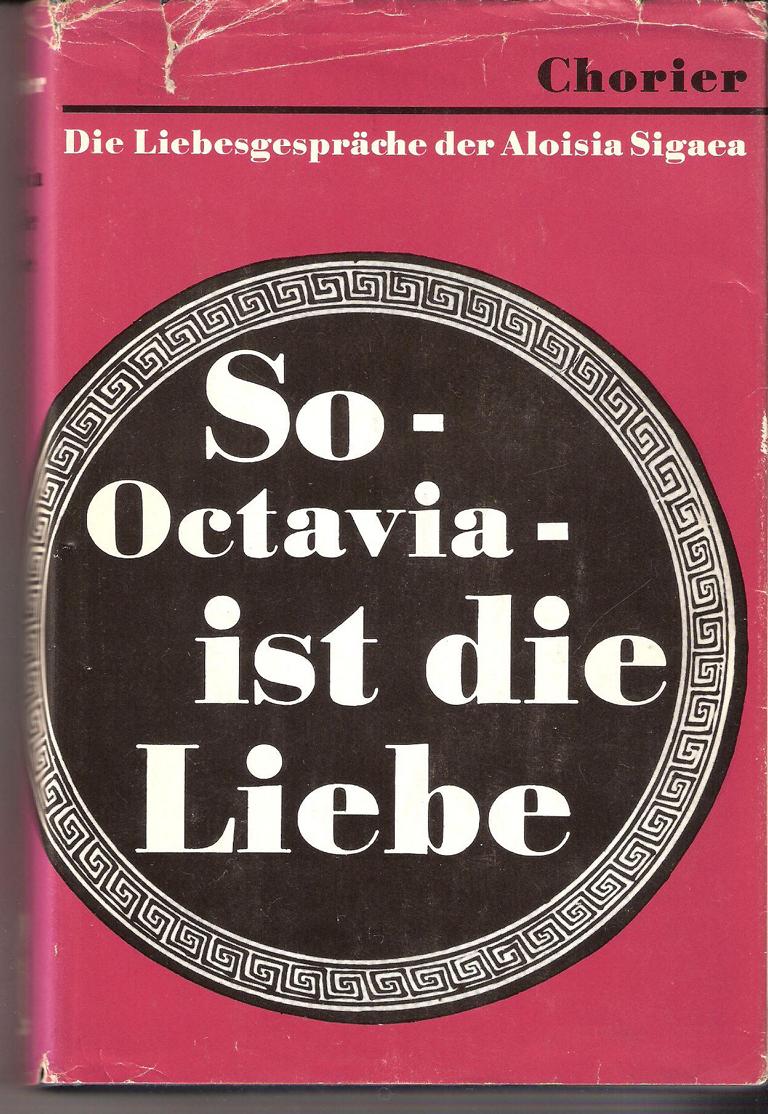 Chorier
Die Liebesgespräche der Aloisia Sigaea
So -
Octavia -
ist die
Liebe